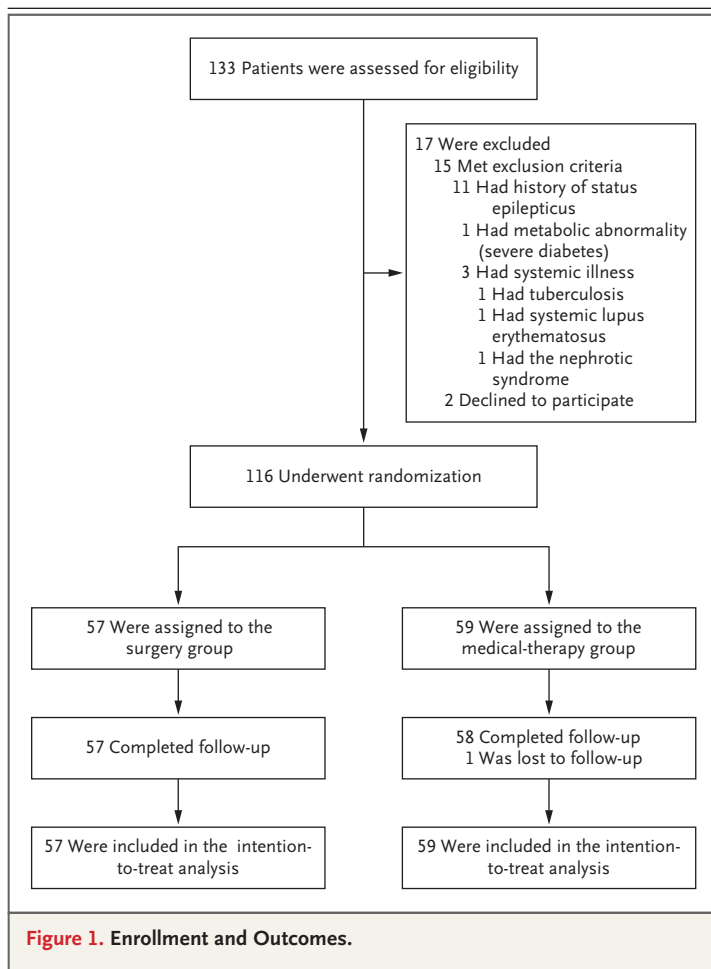 133 Patients were assessed for eligibility
17 Were excluded
15 Met exclusion criteria
11 Had history of status
epilepticus
1 Had metabolic abnormality
(severe diabetes)
3 Had systemic illness
1 Had tuberculosis
1 Had systemic lupus
erythematosus
1 Had the nephrotic
syndrome
2 Declined to participate
116 Underwent randomization
57 Were assigned to the
surgery group
59 Were assigned to the
medical-therapy group
57 Completed follow-up
58 Completed follow-up
1 Was lost to follow-up
57 Were included in the intention-
to-treat analysis
59 Were included in the intention-
to-treat analysis
Figure 1. Enrollment and Outcomes.